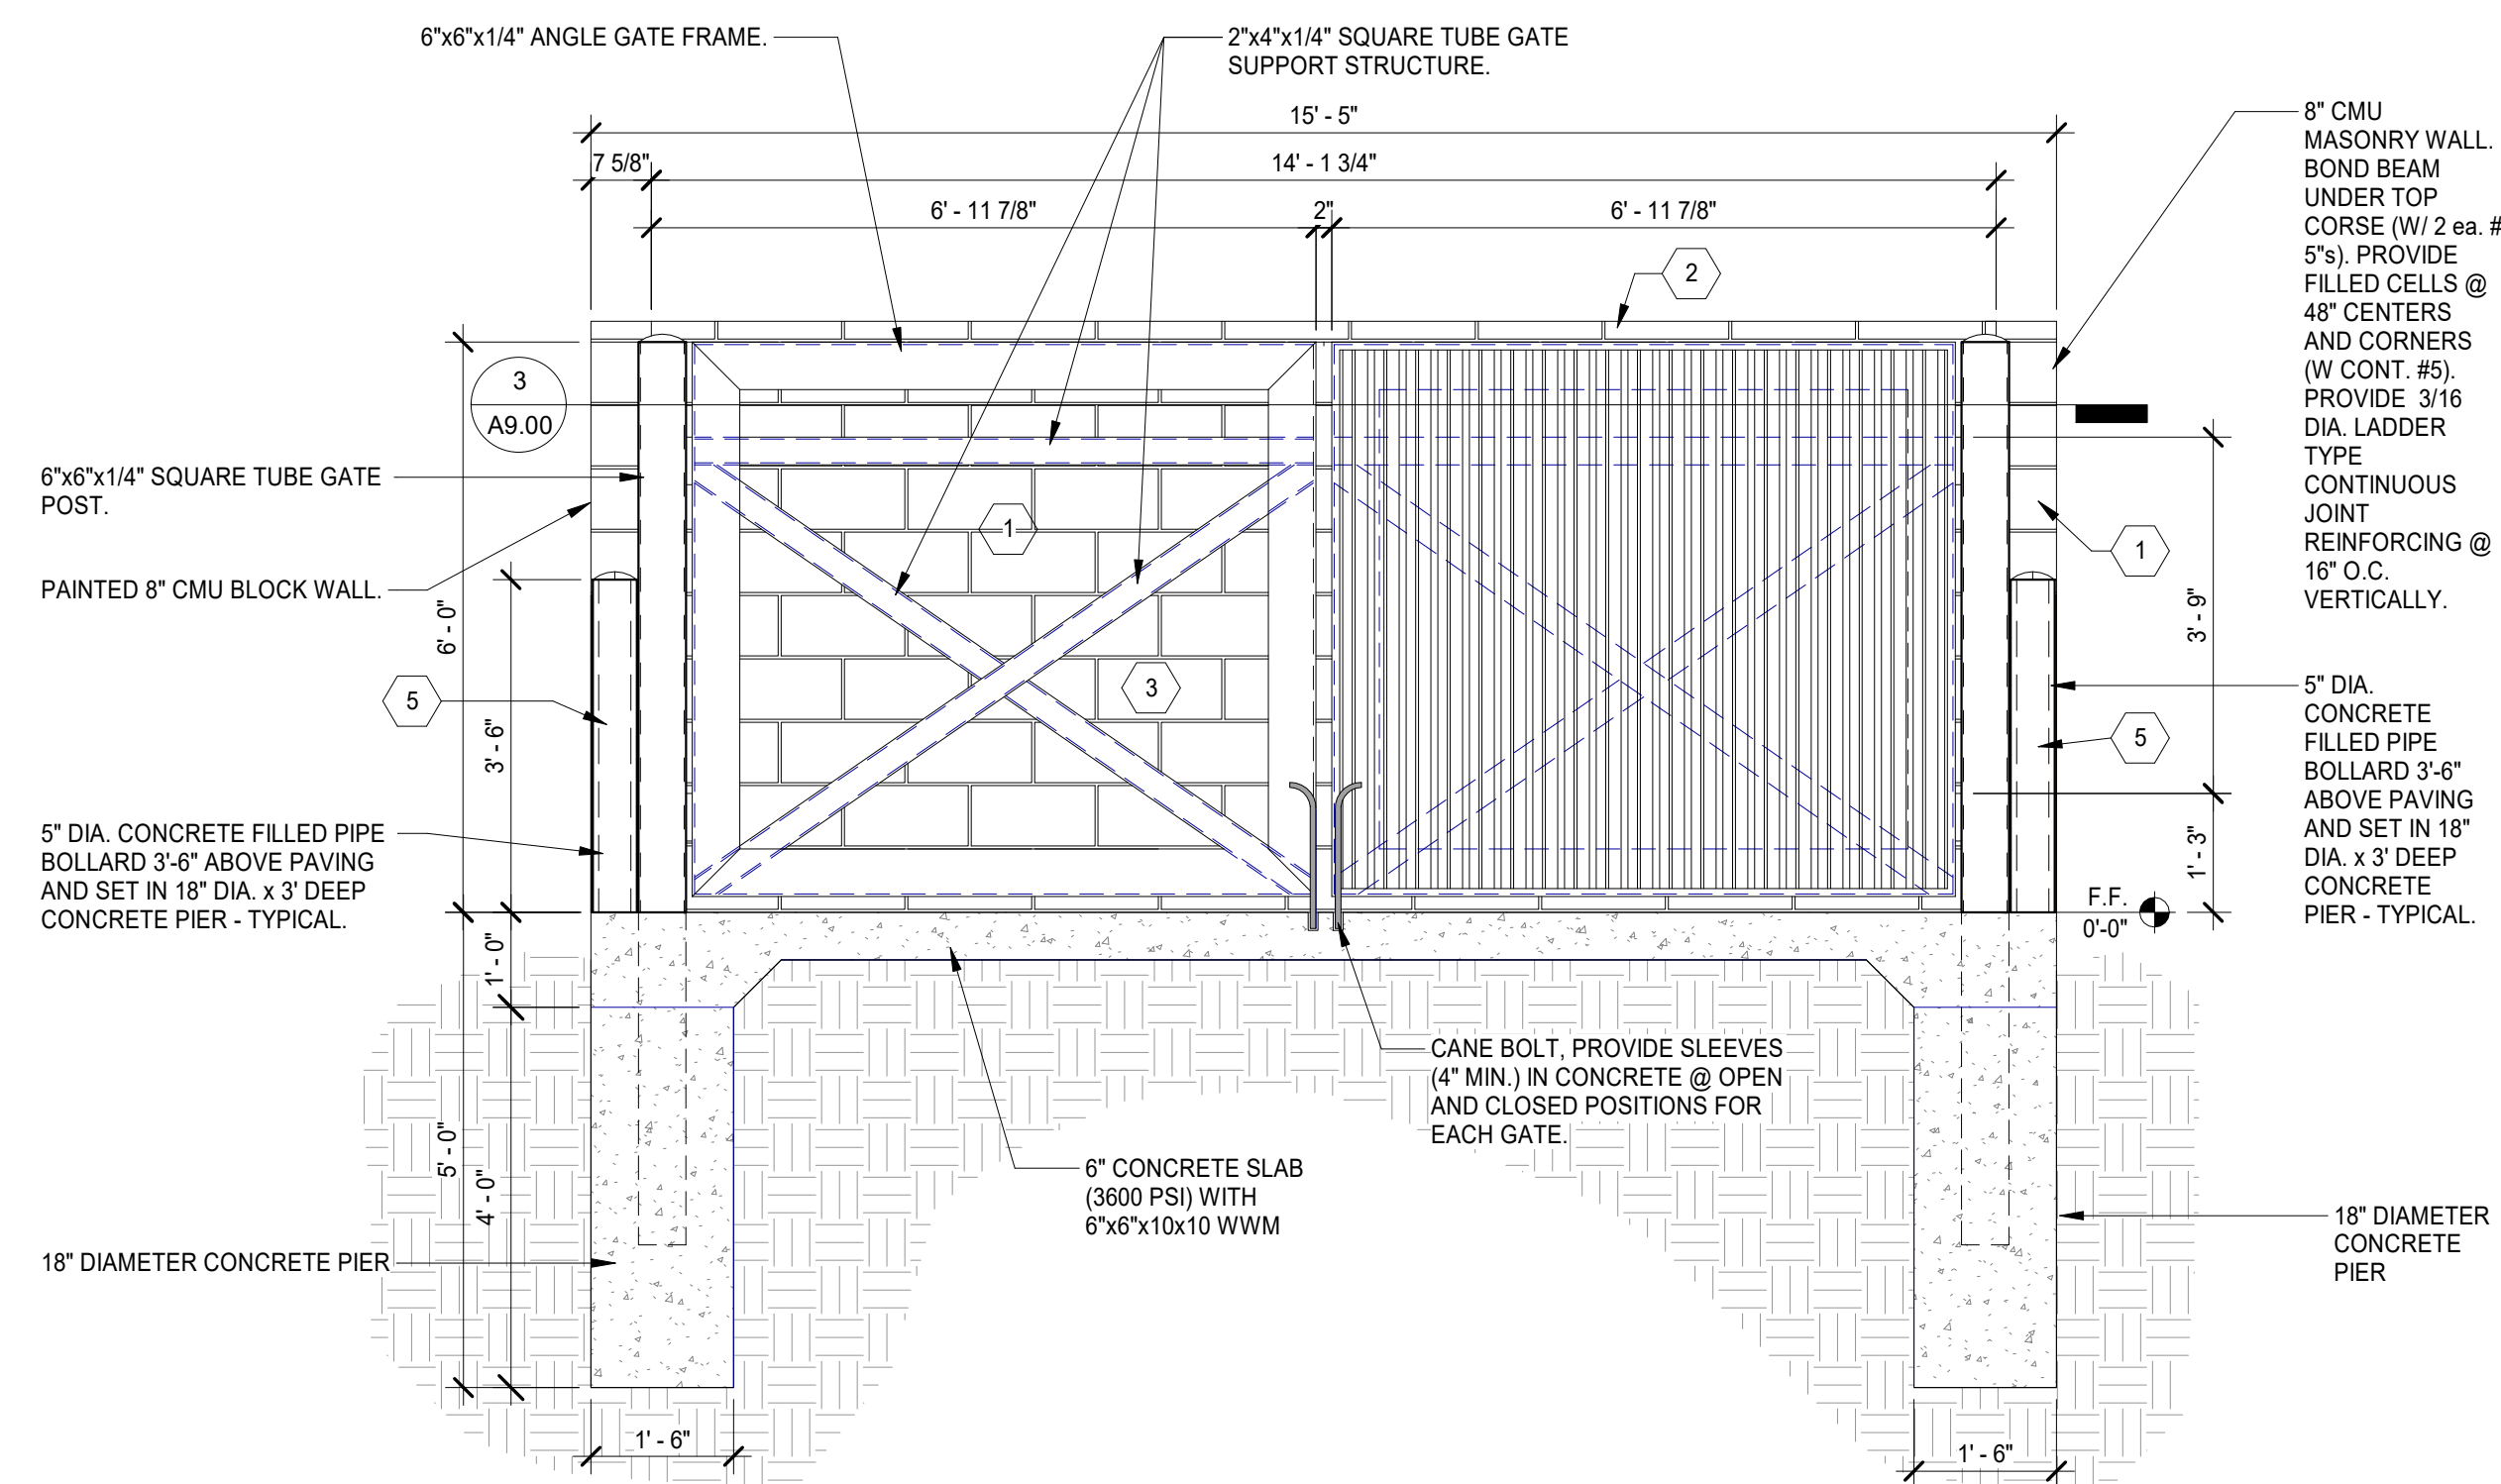 6"x6"x1/4" ANGLE GATE FRAME.
2"x4"x1/4" SQUARE TUBE GATE
SUPPORT STRUCTURE.
15' - 5"
7 5/8"
14' - 1 3/4"
6' - 11 7/8"
2"
6' - 11 7/8"
2
8" CMU
MASONRY WALL.
BOND BEAM
UNDER TOP
CORSE (W/ 2 ea. #
5"s). PROVIDE
FILLED CELLS @
48" CENTERS
AND CORNERS
(W CONT. #5).
PROVIDE 3/16
DIA. LADDER
TYPE
CONTINUOUS
JOINT
REINFORCING @
16" O.C.
VERTICALLY.
3
A9.00
6"x6"x1/4" SQUARE TUBE GATE
POST.
PAINTED 8" CMU BLOCK WALL.
6' - 0"
3' - 6"
5
1
3
1
3' - 9"
5
1' - 3"
5" DIA.
CONCRETE
FILLED PIPE
BOLLARD 3'-6"
ABOVE PAVING
AND SET IN 18"
DIA. x 3' DEEP
CONCRETE
PIER - TYPICAL.
5" DIA. CONCRETE FILLED PIPE
BOLLARD 3'-6" ABOVE PAVING
AND SET IN 18" DIA. x 3' DEEP
CONCRETE PIER - TYPICAL.
F.F.
0'-0"
1' - 0"
5' - 0"
4' - 0"
CANE BOLT, PROVIDE SLEEVES
(4" MIN.) IN CONCRETE @ OPEN
AND CLOSED POSITIONS FOR
EACH GATE.
6" CONCRETE SLAB
(3600 PSI) WITH
6"x6"x10x10 WWM
18" DIAMETER CONCRETE PIER
18" DIAMETER
CONCRETE
PIER
1' - 6"
1' - 6"